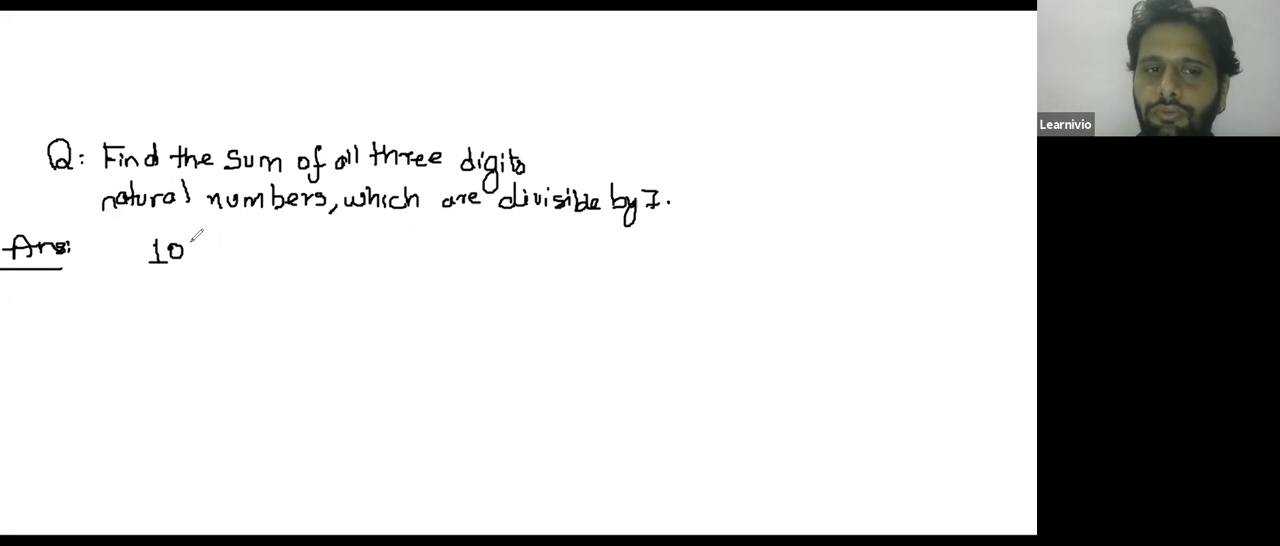 Q: Find the sum of all three digits
natural numbers, which are divisible by 7.
Ans: 10
Learnivio